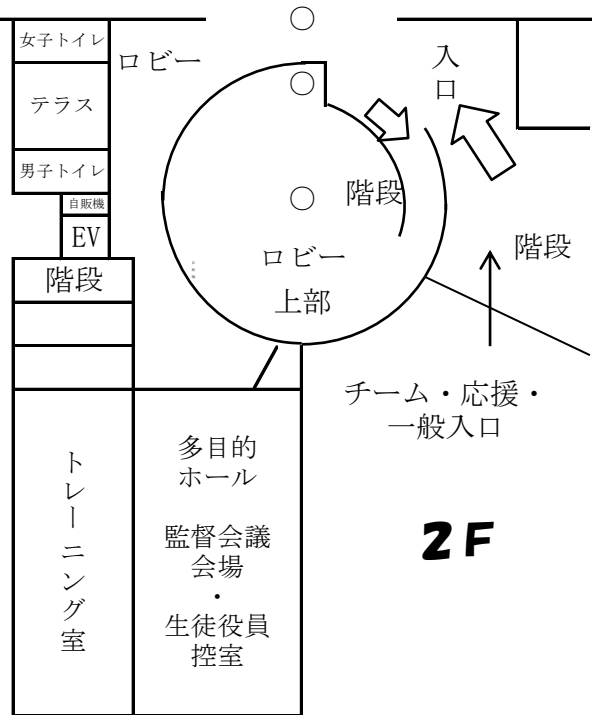 女子トイレ
ロビー
入口
テラス
男子トイレ
自販機
EV
階段
階段
ロビー
上部
階段
チーム・応援・
一般入口
トレーニング室
多目的
ホール
監督会議
会場
・
生徒役員
控室
2F